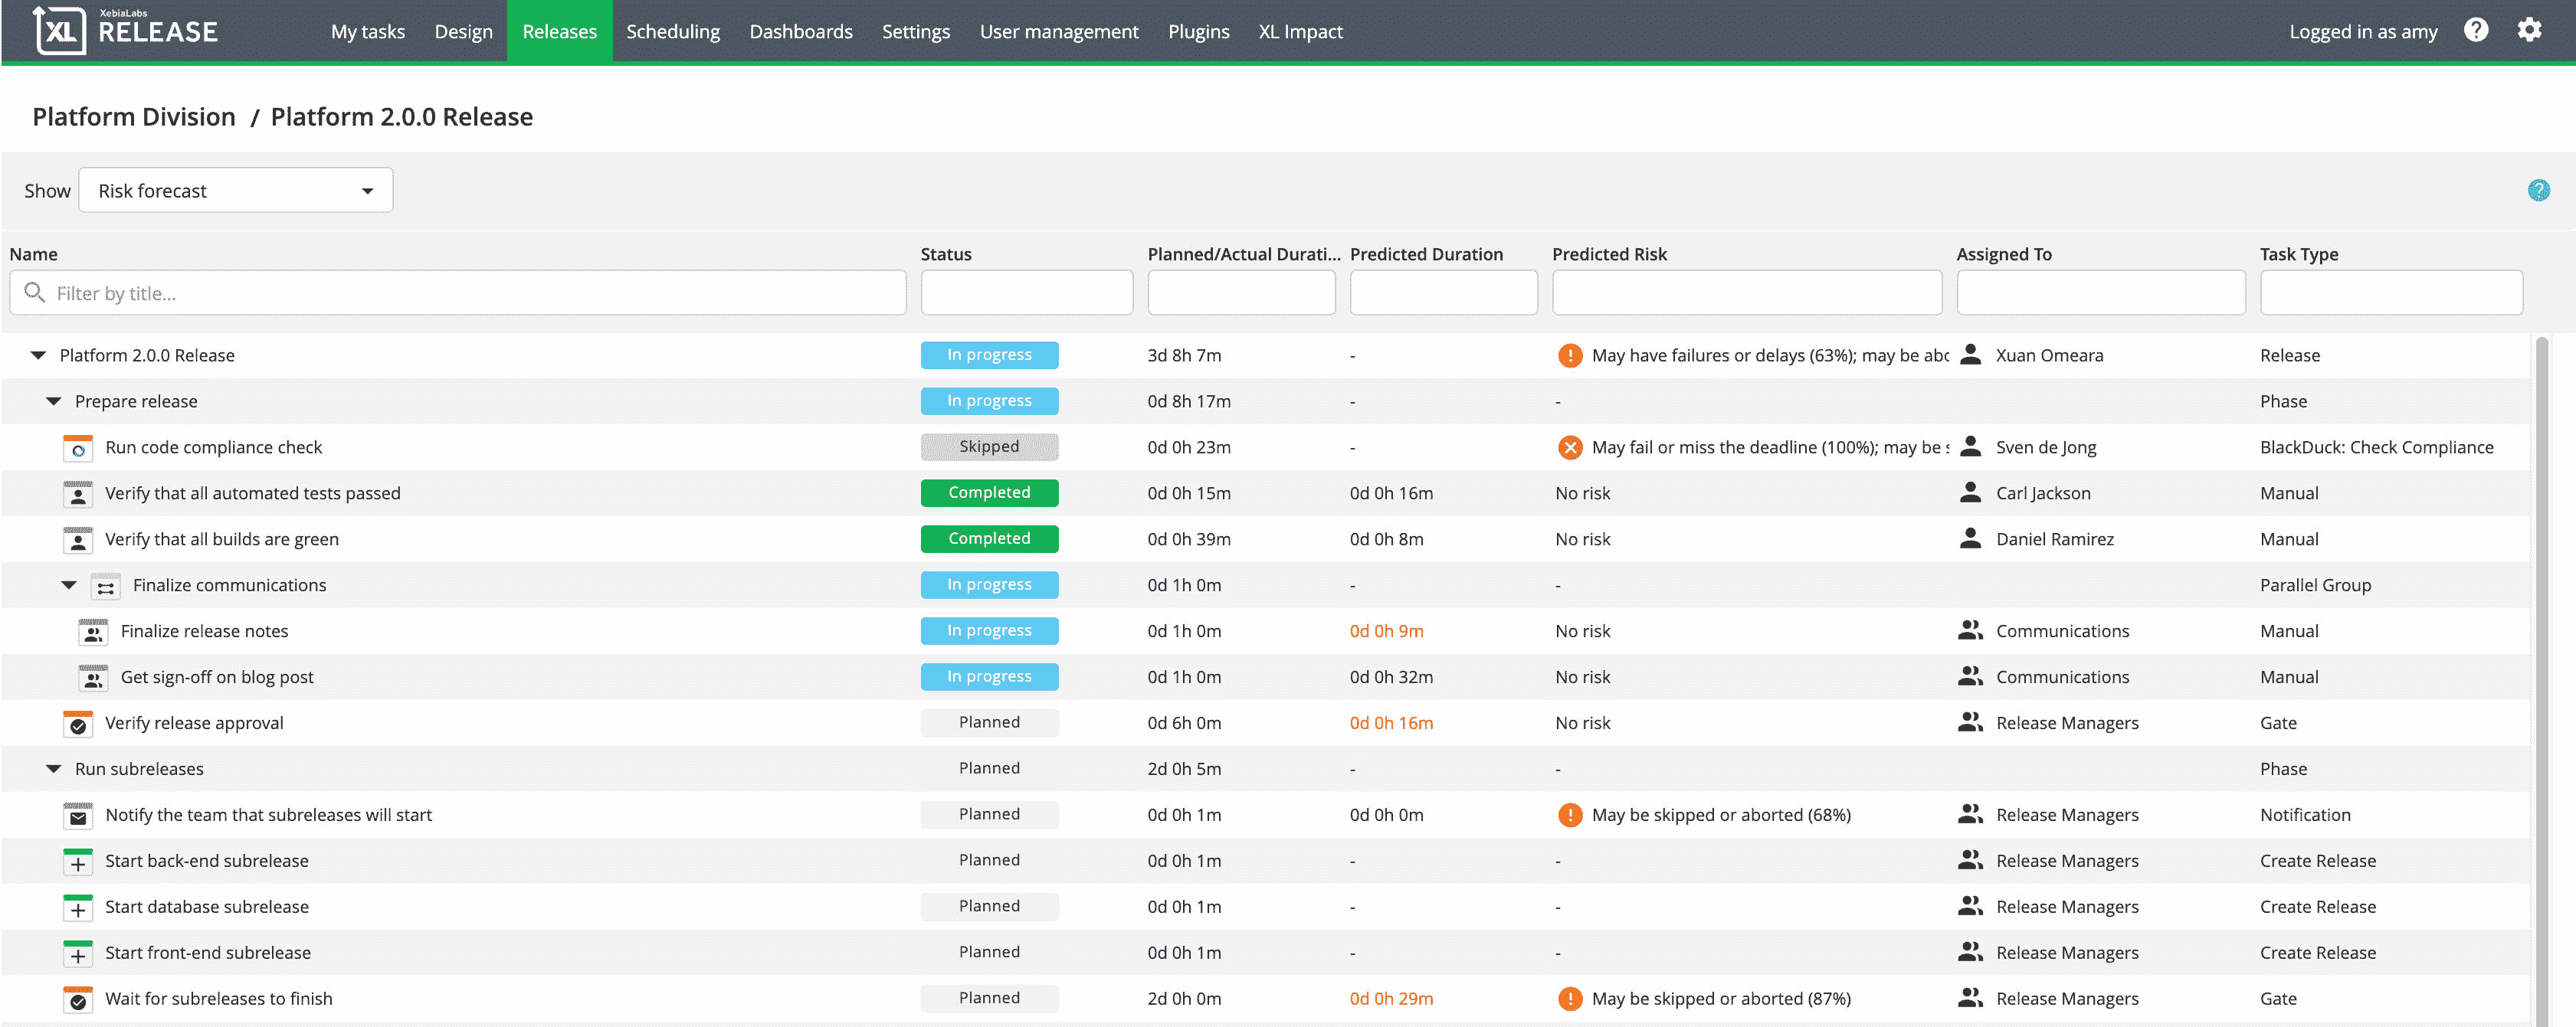 XebiaLabs
XL RELEASE My tasks Design Releases Scheduling Dashboards Settings User management Plugins XL Impact Logged in as amy ?
Platform Division / Platform 2.0.0 Release
Show Risk forecast ?
Name Status Planned/Actual Durati... Predicted Duration Predicted Risk Assigned To Task Type
Filter by title...
Platform 2.0.0 Release In progress 3d 8h 7m - ! May have failures or delays (63%); may be abo Xuan Omeara Release
Prepare release In progress 0d 8h 17m - - Phase
Run code compliance check Skipped 0d 0h 23m - May fail or miss the deadline (100%); may be s Sven de Jong BlackDuck: Check Compliance
Verify that all automated tests passed Completed 0d 0h 15m 0d 0h 16m No risk Carl Jackson Manual
Verify that all builds are green Completed 0d 0h 39m 0d 0h 8m No risk Daniel Ramirez Manual
Finalize communications In progress 0d 1h 0m - - Parallel Group
Finalize release notes In progress 0d 1h 0m 0d 0h 9m No risk Communications Manual
Get sign-off on blog post In progress 0d 1h 0m 0d 0h 32m No risk Communications Manual
Verify release approval Planned 0d 6h 0m 0d 0h 16m No risk Release Managers Gate
Run subreleases Planned 2d 0h 5m - - Phase
Notify the team that subreleases will start Planned 0d 0h 1m 0d 0h 0m ! May be skipped or aborted (68%) Release Managers Notification
Start back-end subrelease Planned 0d 0h 1m - - Release Managers Create Release
Start database subrelease Planned 0d 0h 1m - - Release Managers Create Release
Start front-end subrelease Planned 0d 0h 1m - - Release Managers Create Release
Wait for subreleases to finish Planned 2d 0h 0m 0d 0h 29m ! May be skipped or aborted (87%) Release Managers Gate